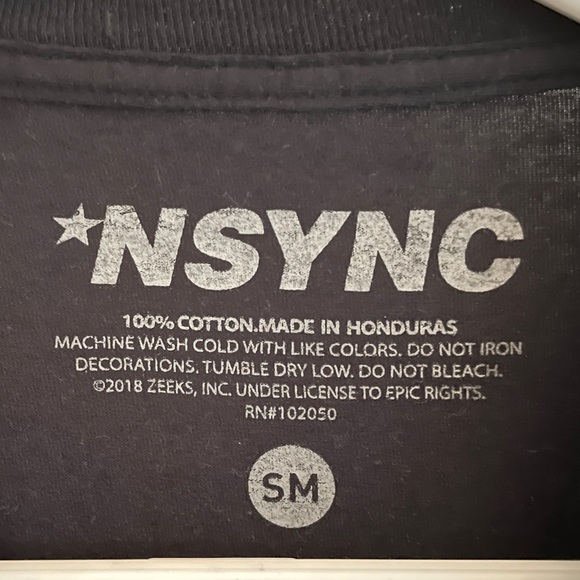 *NSYNC
100% COTTON.MADE IN HONDURAS
MACHINE WASH COLD WITH LIKE COLORS. DO NOT IRON
DECORATIONS. TUMBLE DRY LOW. DO NOT BLEACH.
©2018 ZEEKS, INC. UNDER LICENSE TO EPIC RIGHTS.
RN#102050
SM